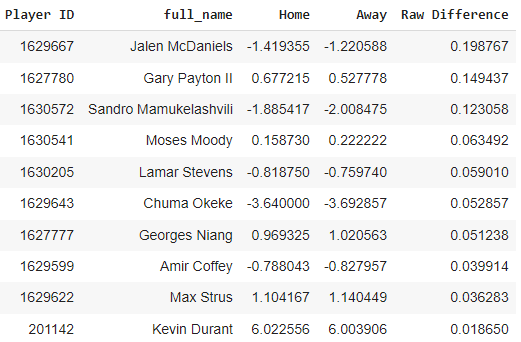 Player ID full_name Home Away Raw Difference
1629667 Jalen McDaniels -1.419355 -1.220588 0.198767
1627780 Gary Payton II 0.677215 0.527778 0.149437
1630572 Sandro Mamukelashvili -1.885417 -2.008475 0.123058
1630541 Moses Moody 0.158730 0.222222 0.063492
1630205 Lamar Stevens -0.818750 -0.759740 0.059010
1629643 Chuma Okeke -3.640000 -3.692857 0.052857
1627777 Georges Niang 0.969325 1.020563 0.051238
1629599 Amir Coffey -0.788043 -0.827957 0.039914
1629622 Max Strus 1.104167 1.140449 0.036283
201142 Kevin Durant 6.022556 6.003906 0.018650